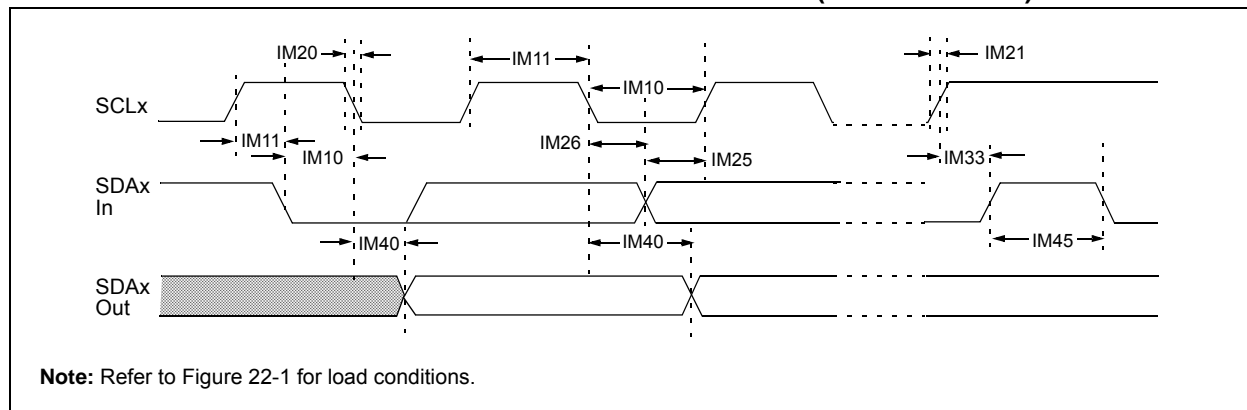 IM20
IM11
IM21
IM10
SCLx
IM11
IM26
IM10
IM25
IM33
SDAx
In
IM40
IM40
IM45
SDAx
Out
Note: Refer to Figure 22-1 for load conditions.